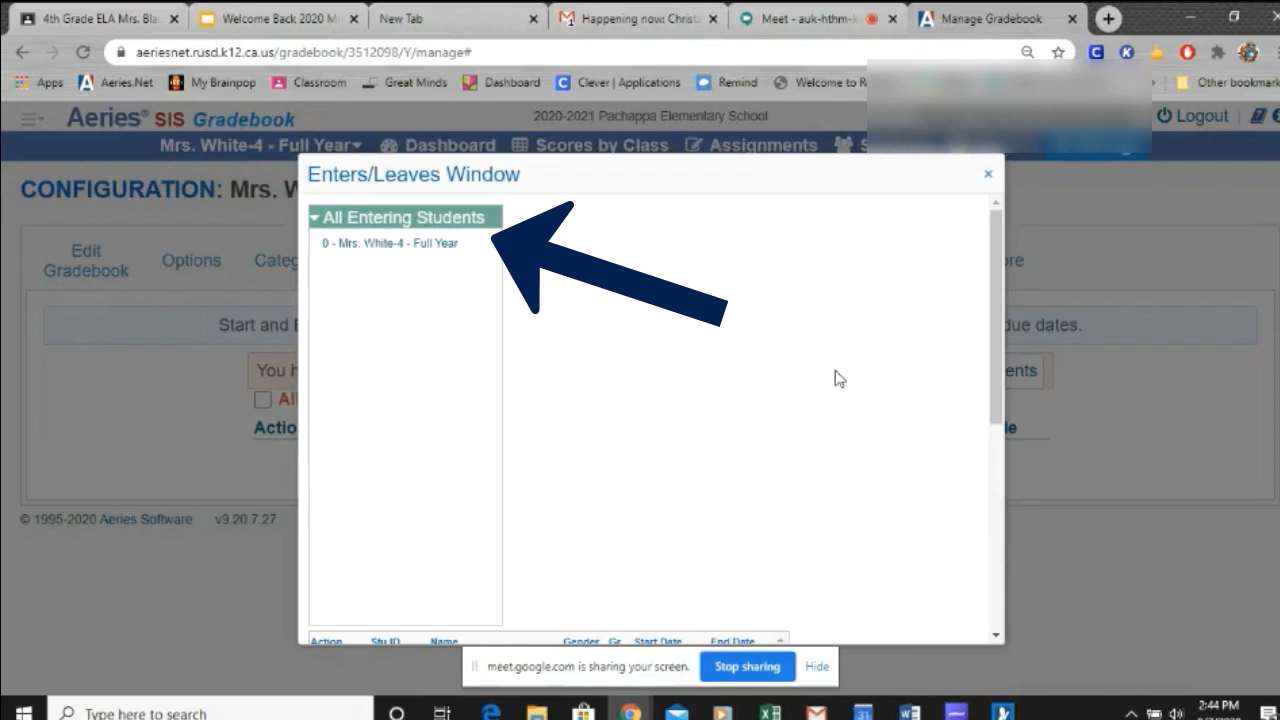 4th Grade ELA Mrs. Bla
Welcome Back 2020 M
New Tab
Happening now: Christ
Meet - auk-hthm-
Manage Gradebook
aeriesnet.rusd.k12.ca.us/gradebook/3512098/Y/manage#
Apps
Aeries.Net
My Brainpop
Classroom
Great Minds
Dashboard
Clever | Applications
Remind
Welcome to R
Other bookmark
Aeries® SIS Gradebook
2020-2021 Pachappa Elementary School
Logout
Mrs. White-4 - Full Year
Dashboard
Scores by Class
Assignments
S
CONFIGURATION: Mrs. W
Enters/Leaves Window
All Entering Students
0 - Mrs. White-4 - Full Year
Edit
Gradebook
Options
Categ
ore
Start and E
due dates.
You h
ents
Al
Actio
le
© 1995-2020 Aeries Software v9.20.7.27
Action Stu ID Name Gender Gr Start Date End Date
meet.google.com is sharing your screen.
Stop sharing
Hide
Type here to search
2:44 PM